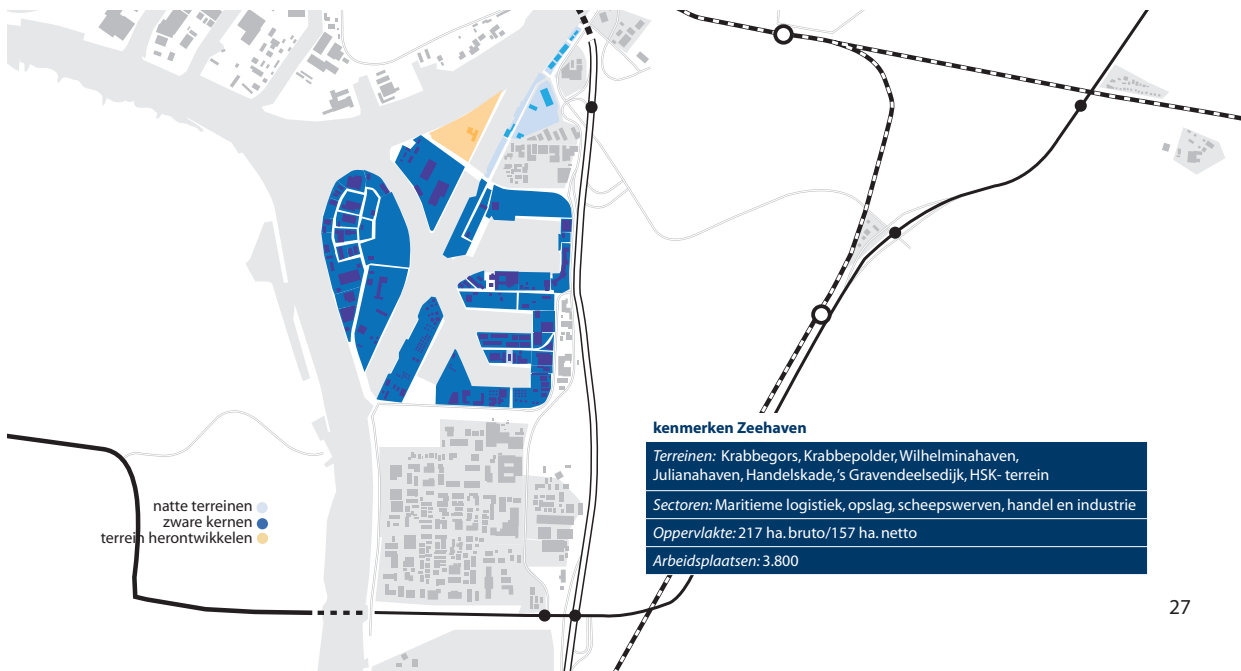 natte terreinen
zware kernen
terrein herontwikkelen
kenmerken Zeehaven
Terreinen: Krabbegors, Krabbepolder, Wilhelminahaven,
Julianahaven, Handelskade, 's Gravendeelsedijk, HSK- terrein
Sectoren: Maritieme logistiek, opslag, scheepswerven, handel en industrie
Oppervlakte: 217 ha. bruto/157 ha. netto
Arbeidsplaatsen: 3.800
27